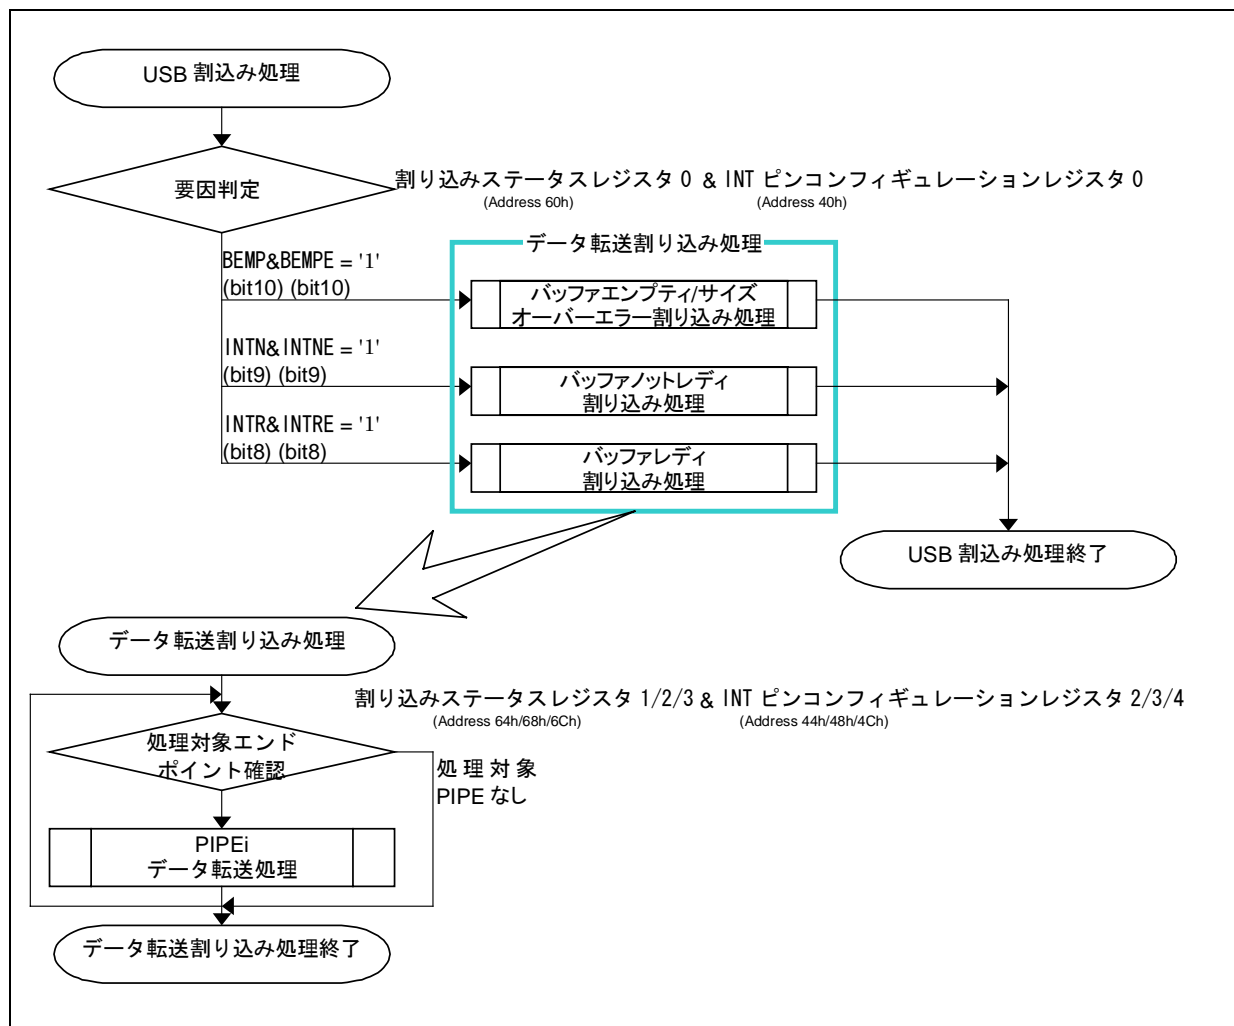 USB 割込み処理
要因判定
割り込みステータスレジスタ 0 & INT ピンコンフィギュレーションレジスタ 0
(Address 60h) (Address 40h)
データ転送割り込み処理
BEMP&BEMPE = '1'
(bit10) (bit10)
バッファエンプティ/サイズ
オーバーエラー割り込み処理
INTN&INTNE = '1'
(bit9) (bit9)
バッファノットレディ
割り込み処理
INTR&INTRE = '1'
(bit8) (bit8)
バッファレディ
割り込み処理
USB 割込み処理終了
データ転送割り込み処理
割り込みステータスレジスタ 1/2/3 & INT ピンコンフィギュレーションレジスタ 2/3/4
(Address 64h/68h/6Ch) (Address 44h/48h/4Ch)
処理対象エンド
ポイント確認
処理対象
PIPE なし
PIPEi
データ転送処理
データ転送割り込み処理終了